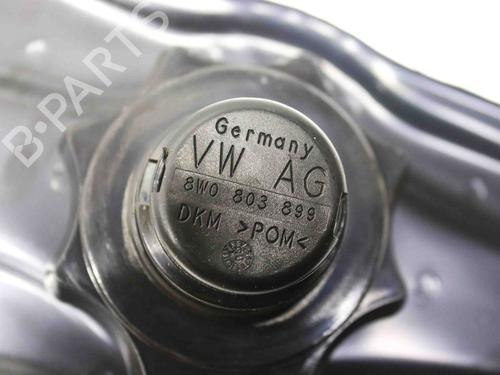 Germany
VW AG
8W0 803 899
DKM >POM<
B-PARTS